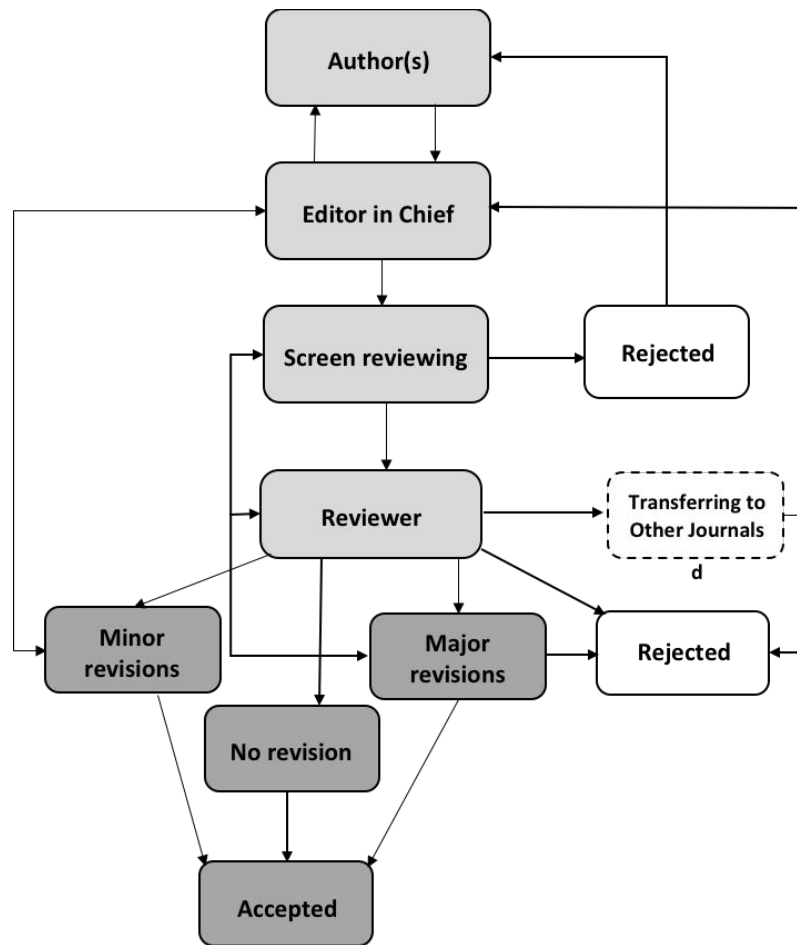 Author(s)
Editor in Chief
Screen reviewing
Rejected
Reviewer
Transferring to
Other Journals
d
Minor
revisions
Major
revisions
Rejected
No revision
Accepted